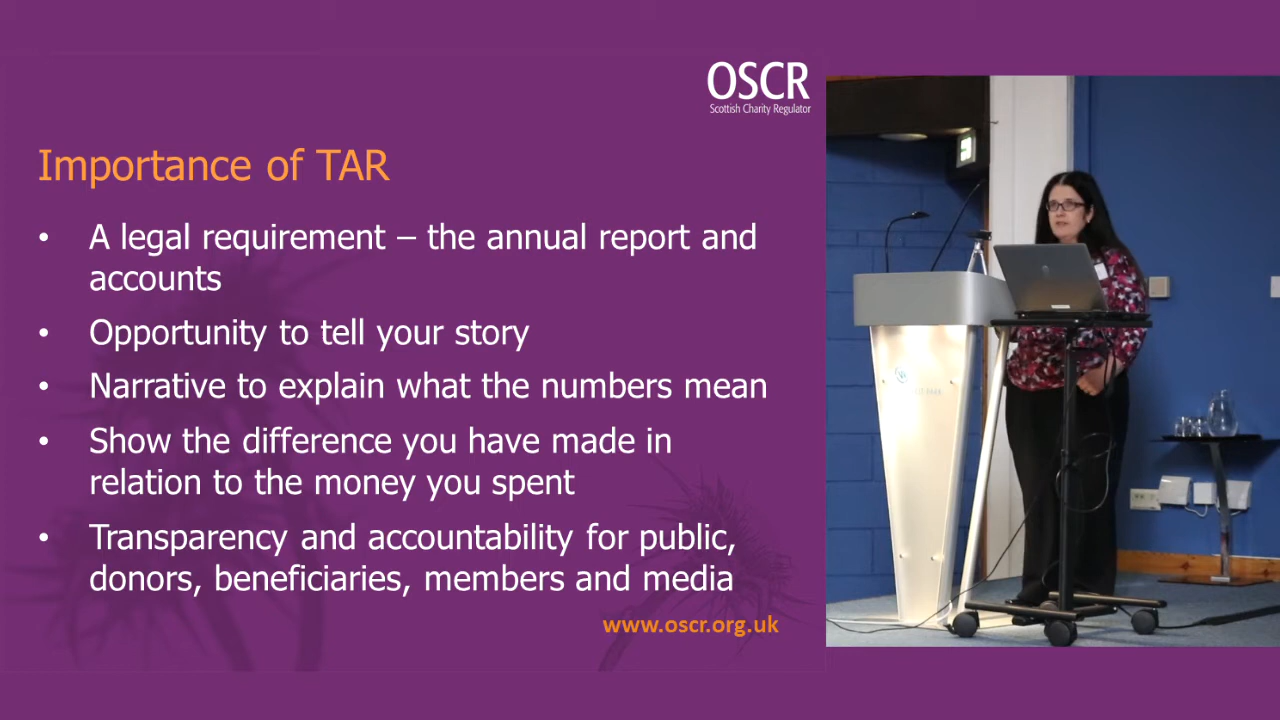 OSCR
Scottish Charity Regulator
Importance of TAR
• A legal requirement – the annual report and
accounts
• Opportunity to tell your story
• Narrative to explain what the numbers mean
• Show the difference you have made in
relation to the money you spent
• Transparency and accountability for public,
donors, beneficiaries, members and media
www.oscr.org.uk